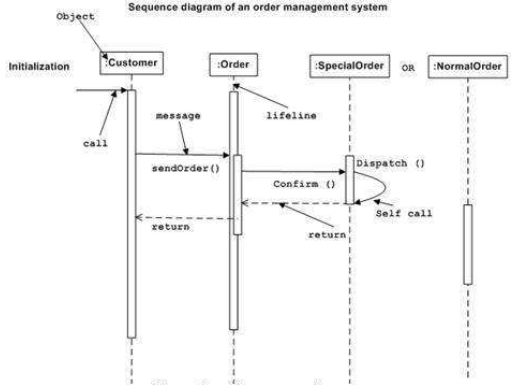 Sequence diagram of an order management system
Object
Initialization
:Customer
:Order
:SpecialOrder
OR
:NormalOrder
message
lifeline
call
sendOrder()
Dispatch ()
Confirm ()
Self call
return
return